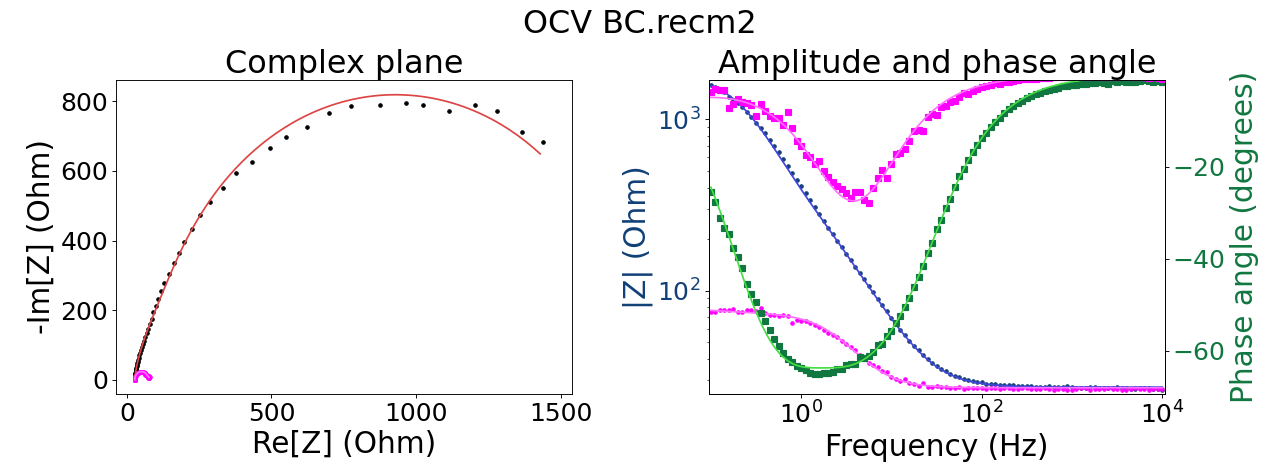 OCV BC.recm2
Complex plane
-Im[Z] (Ohm)
800
600
400
200
0
0 500 1000 1500
Re[Z] (Ohm)
Amplitude and phase angle
|Z| (Ohm)
10³
10²
10⁰ 10² 10⁴
Frequency (Hz)
−20
−40
−60
Phase angle (degrees)